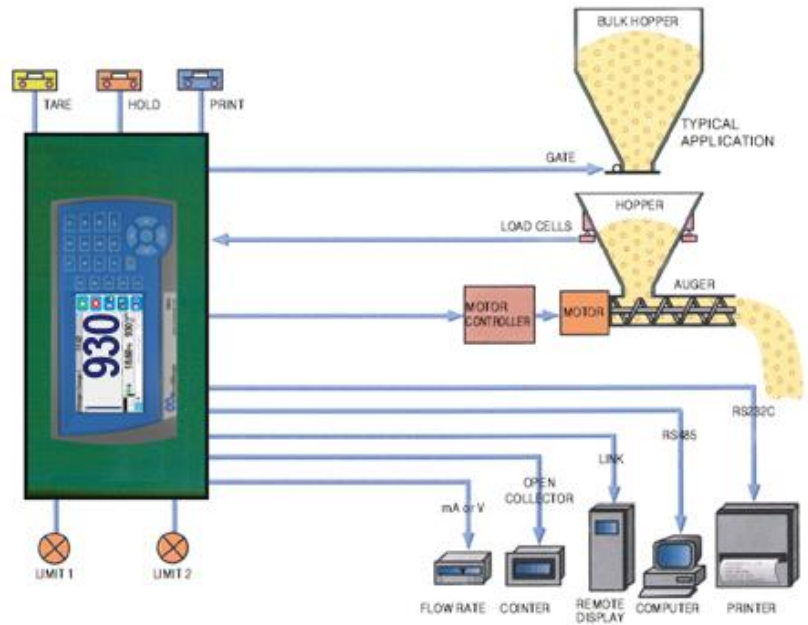 BULK HOPPER
TARE
HOLD
PRINT
TYPICAL
APPLICATION
GATE
HOPPER
LOAD CELLS
AUGER
MOTOR
CONTROLLER
MOTOR
930
RS232C
RS485
LINK
OPEN
COLLECTOR
mA or V
LIMIT 1
LIMIT 2
FLOW RATE
COINTER
REMOTE
DISPLAY
COMPUTER
PRINTER